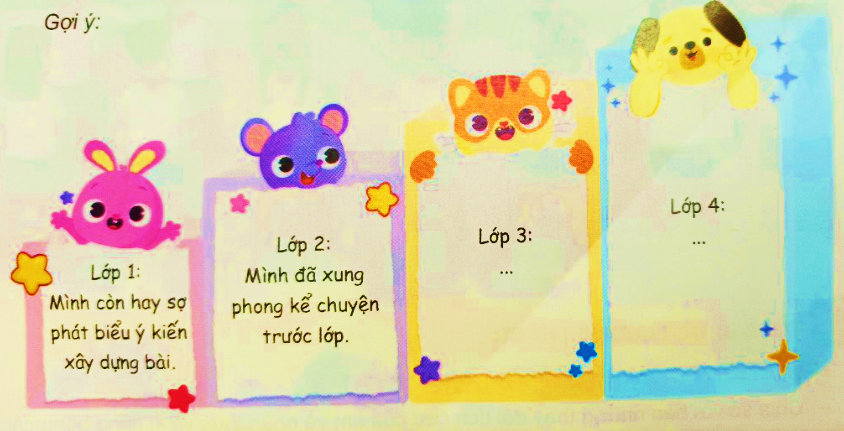 Gợi ý:
Lớp 1:
Mình còn hay sợ
phát biểu ý kiến
xây dựng bài.
Lớp 2:
Mình đã xung
phong kể chuyện
trước lớp.
Lớp 3:
...
Lớp 4:
...